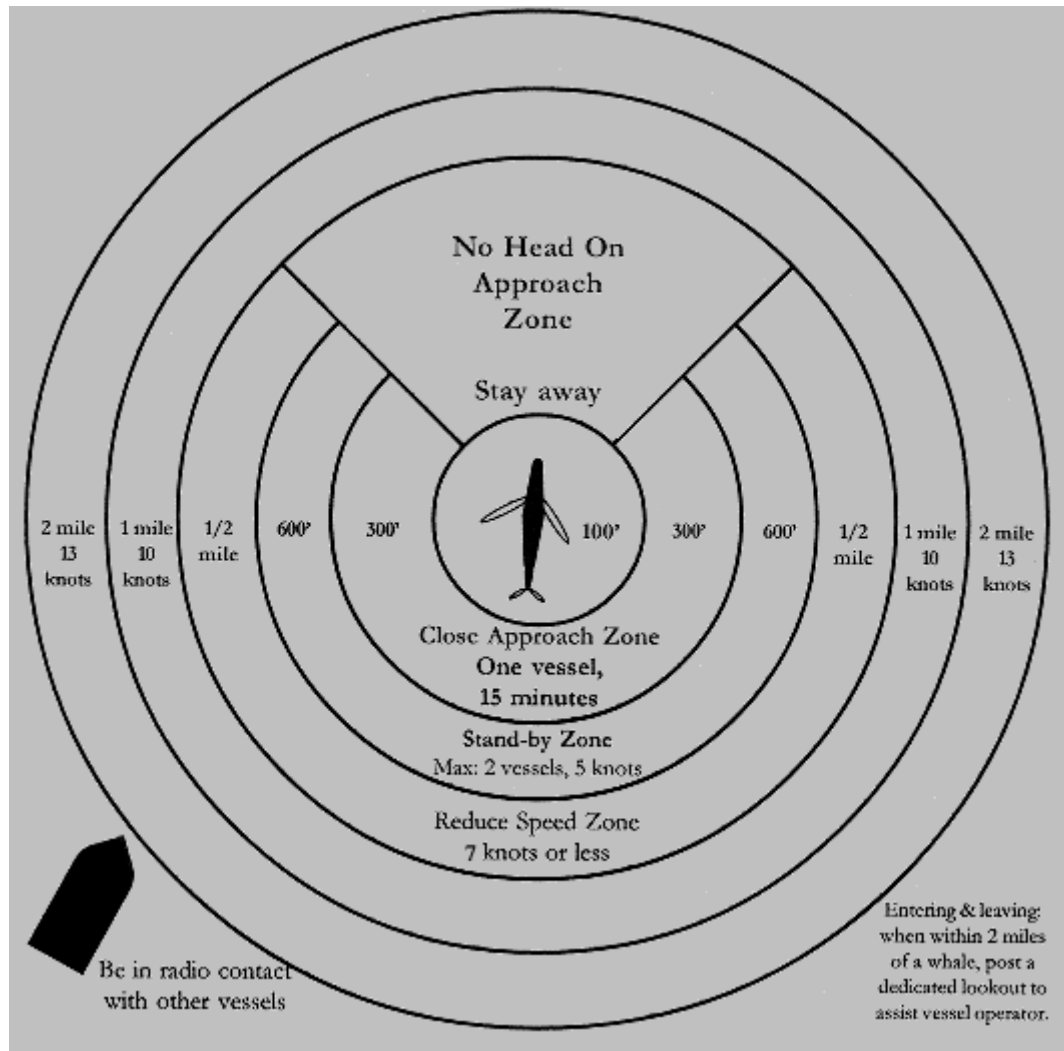 No Head On
Approach
Zone
Stay away
2 mile
13
knots
1 mile
10
knots
1/2
mile
600'
300'
100'
300'
600'
1/2
mile
1 mile
10
knots
2 mile
13
knots
Close Approach Zone
One vessel,
15 minutes
Stand-by Zone
Max: 2 vessels, 5 knots
Reduce Speed Zone
7 knots or less
Be in radio contact
with other vessels
Entering & leaving:
when within 2 miles
of a whale, post a
dedicated lookout to
assist vessel operator.